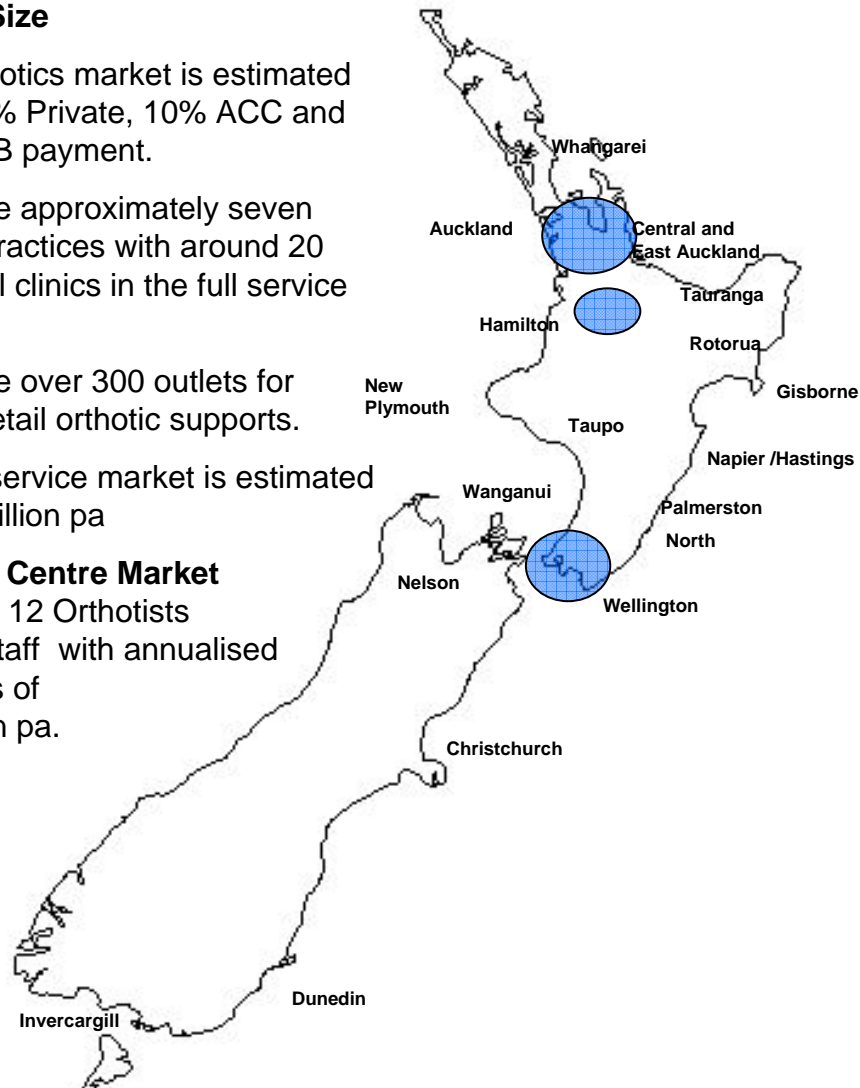 Size
otics market is estimated
% Private, 10% ACC and
B payment.
e approximately seven
ractices with around 20
l clinics in the full service
e over 300 outlets for
etail orthotic supports.
service market is estimated
illion pa
Centre Market
12 Orthotists
taff with annualised
s of
n pa.
Whangarei
Auckland
Central and
East Auckland
Tauranga
Hamilton
Rotorua
New
Plymouth
Gisborne
Taupo
Napier /Hastings
Wanganui
Palmerston
North
Nelson
Wellington
Christchurch
Dunedin
Invercargill